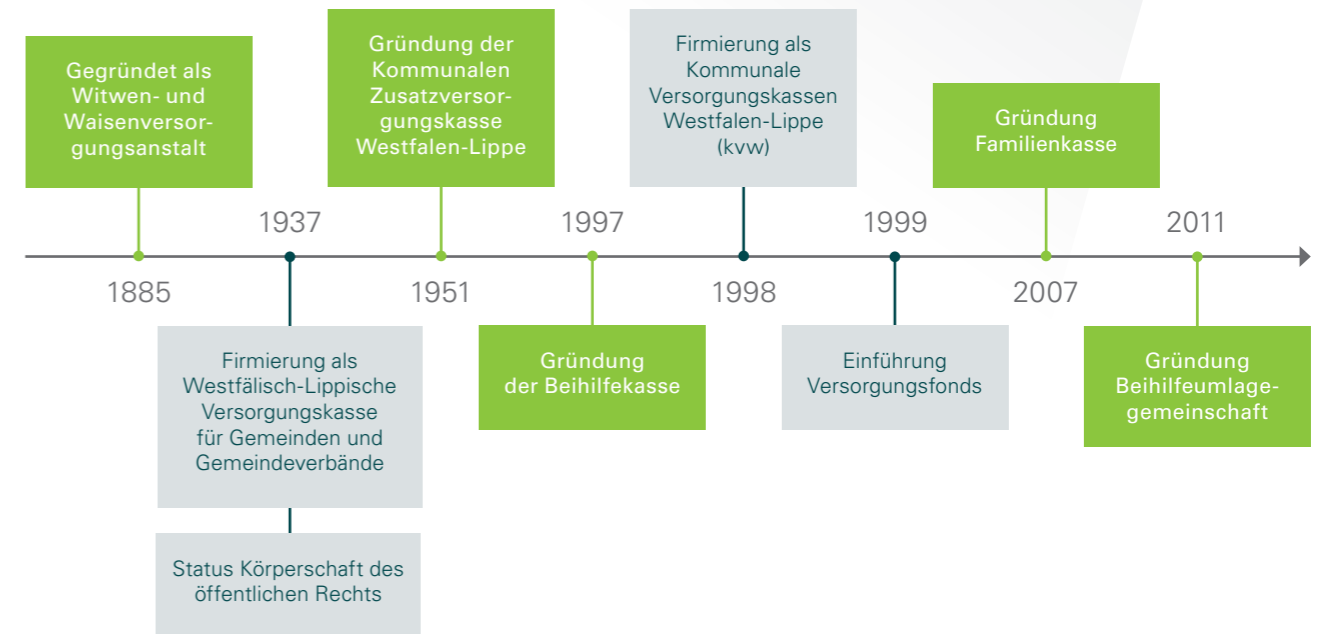 Gegründet als
Witwen- und
Waisenversor-
gungsanstalt
1885
1937
Firmierung als
Westfälisch-Lippische
Versorgungskasse
für Gemeinden und
Gemeindeverbände
Status Körperschaft des
öffentlichen Rechts
Gründung der
Kommunalen
Zusatzversor-
gungskasse
Westfalen-Lippe
1951
1997
Gründung
der Beihilfekasse
Firmierung als
Kommunale
Versorgungskassen
Westfalen-Lippe
(kvw)
1998
1999
Einführung
Versorgungsfonds
Gründung
Familienkasse
2007
2011
Gründung
Beihilfeumlage-
gemeinschaft